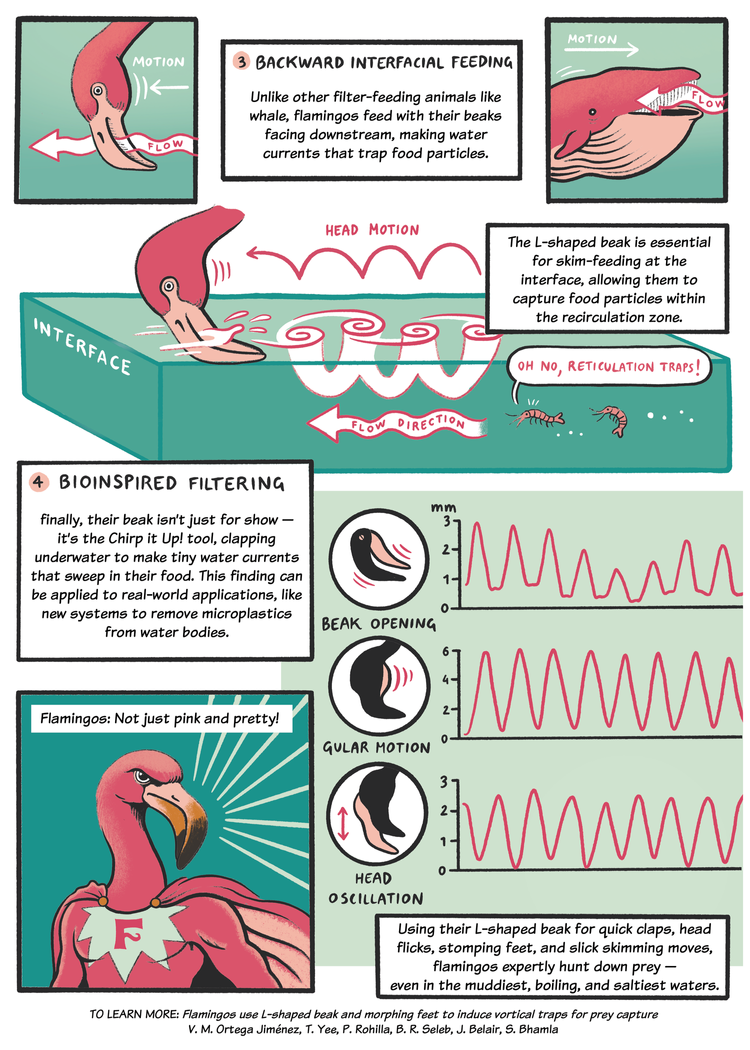 MOTION
FLOW
3 BACKWARD INTERFACIAL FEEDING
Unlike other filter-feeding animals like
whale, flamingos feed with their beaks
facing downstream, making water
currents that trap food particles.
MOTION
FLOW
HEAD MOTION
The L-shaped beak is essential
for skim-feeding at the
interface, allowing them to
capture food particles within
the recirculation zone.
INTERFACE
OH NO, RETICULATION TRAPS!
FLOW DIRECTION
4 BIOINSPIRED FILTERING
finally, their beak isn't just for show —
it's the Chirp it Up! tool, clapping
underwater to make tiny water currents
that sweep in their food. This finding can
be applied to real-world applications, like
new systems to remove microplastics
from water bodies.
mm
3
2
1
0
BEAK OPENING
6
4
2
0
GULAR MOTION
3
2
1
0
HEAD
OSCILLATION
Flamingos: Not just pink and pretty!
F
Using their L-shaped beak for quick claps, head
flicks, stomping feet, and slick skimming moves,
flamingos expertly hunt down prey —
even in the muddiest, boiling, and saltiest waters.
TO LEARN MORE: Flamingos use L-shaped beak and morphing feet to induce vortical traps for prey capture
V. M. Ortega Jiménez, T. Yee, P. Rohilla, B. R. Seleb, J. Belair, S. Bhamla